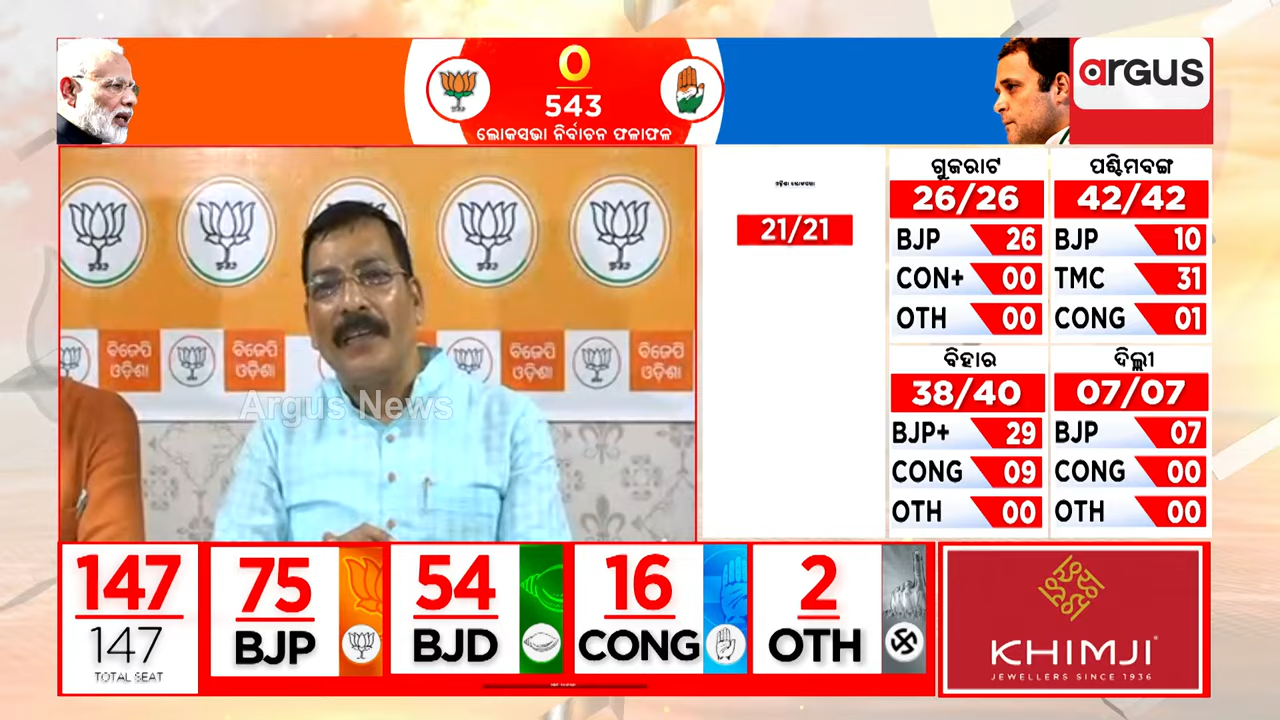 0
543
ଲୋକସଭା ନିର୍ବାଚନ ଫଳାଫଳ
argus
ବିଜେପି
ଓଡ଼ିଶା
ବିଜେପି
ଓଡ଼ିଶା
ବିଜେପି
ଓଡ଼ିଶା
ବିଜେପି
ଓଡ଼ିଶା
Argus News
21/21
ଗୁଜରାଟ
26/26
BJP 26
CON+ 00
OTH 00
ପଶ୍ଚିମବଙ୍ଗ
42/42
BJP 10
TMC 31
CONG 01
ବିହାର
38/40
BJP+ 29
CONG 09
OTH 00
ଦିଲ୍ଲୀ
07/07
BJP 07
CONG 00
OTH 00
147
147
TOTAL SEAT
75
BJP
54
BJD
16
CONG
2
OTH
KHIMJI
JEWELLERS SINCE 1936